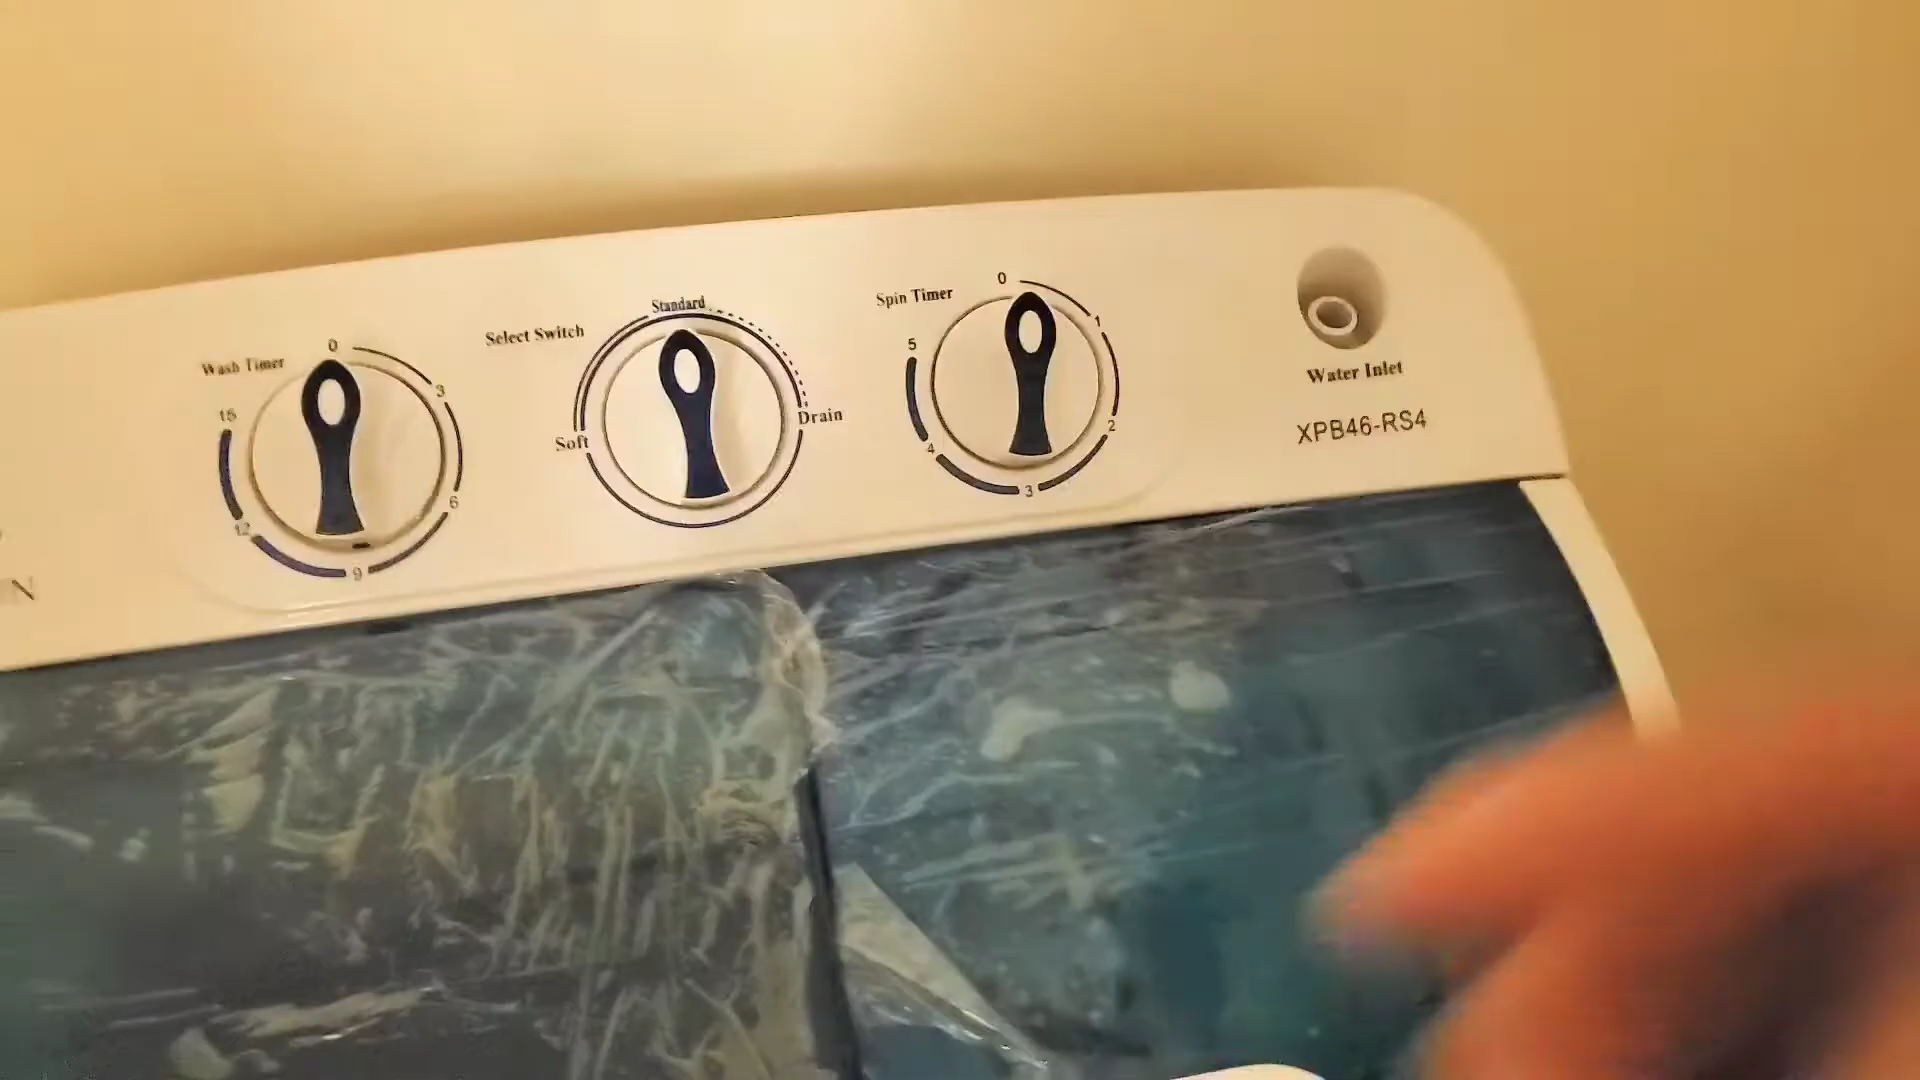 Wash Timer
0
3
6
9
12
15
Select Switch
Standard
Drain
Soft
Spin Timer
0
1
2
3
4
5
Water Inlet
XPB46-RS4
N